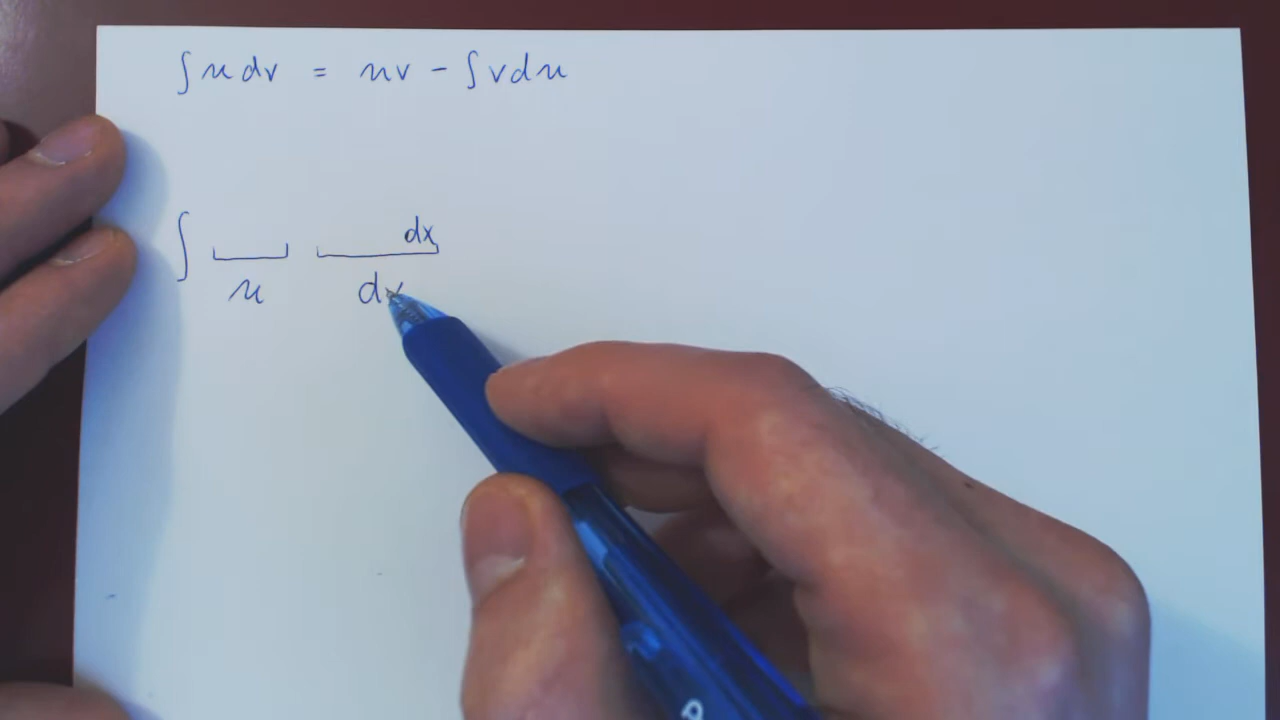 ∫ u dv = uv - ∫ v du
∫ dx
u dv